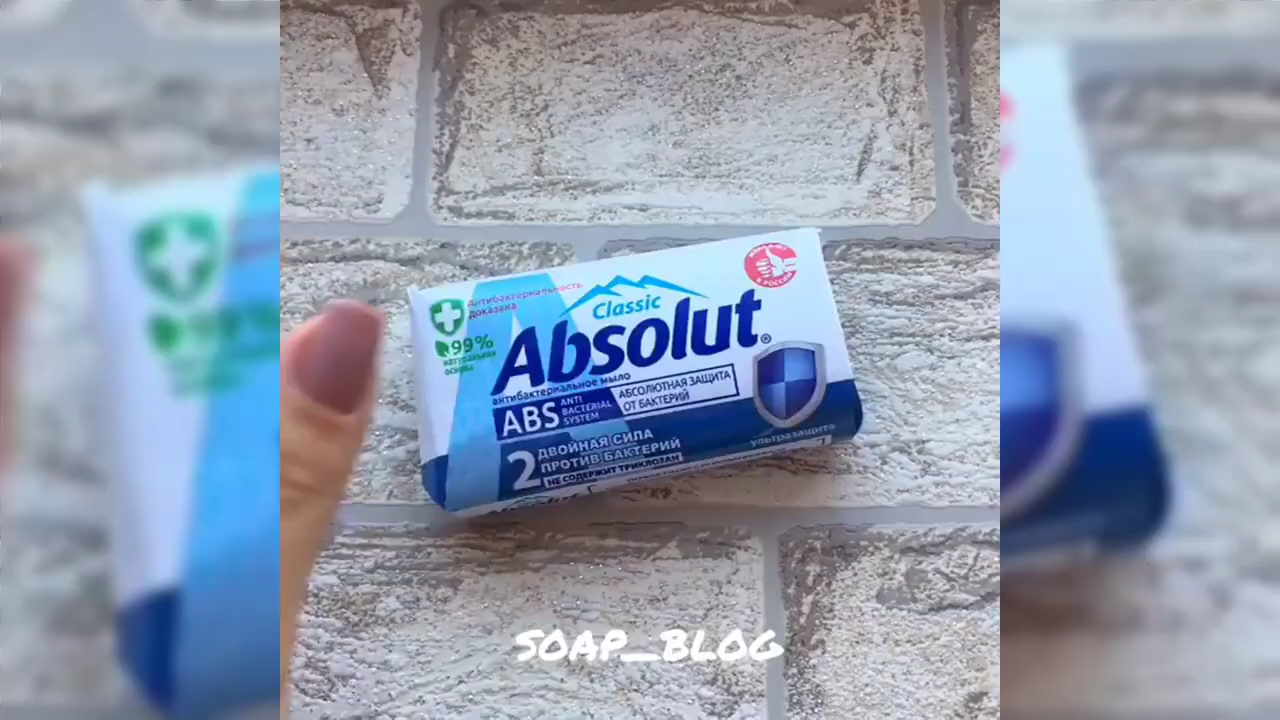 Антибактериальность
доказана
99%
натуральная
основа
Classic
Absolut®
антибактериальное мыло
ABS ANTI
BACTERIAL
SYSTEM
АБСОЛЮТНАЯ ЗАЩИТА
ОТ БАКТЕРИЙ
2 ДВОЙНАЯ СИЛА
ПРОТИВ БАКТЕРИЙ
НЕ СОДЕРЖИТ ТРИКЛОЗАН
ультразащита
В РОССИИ
SOAP_BLOG